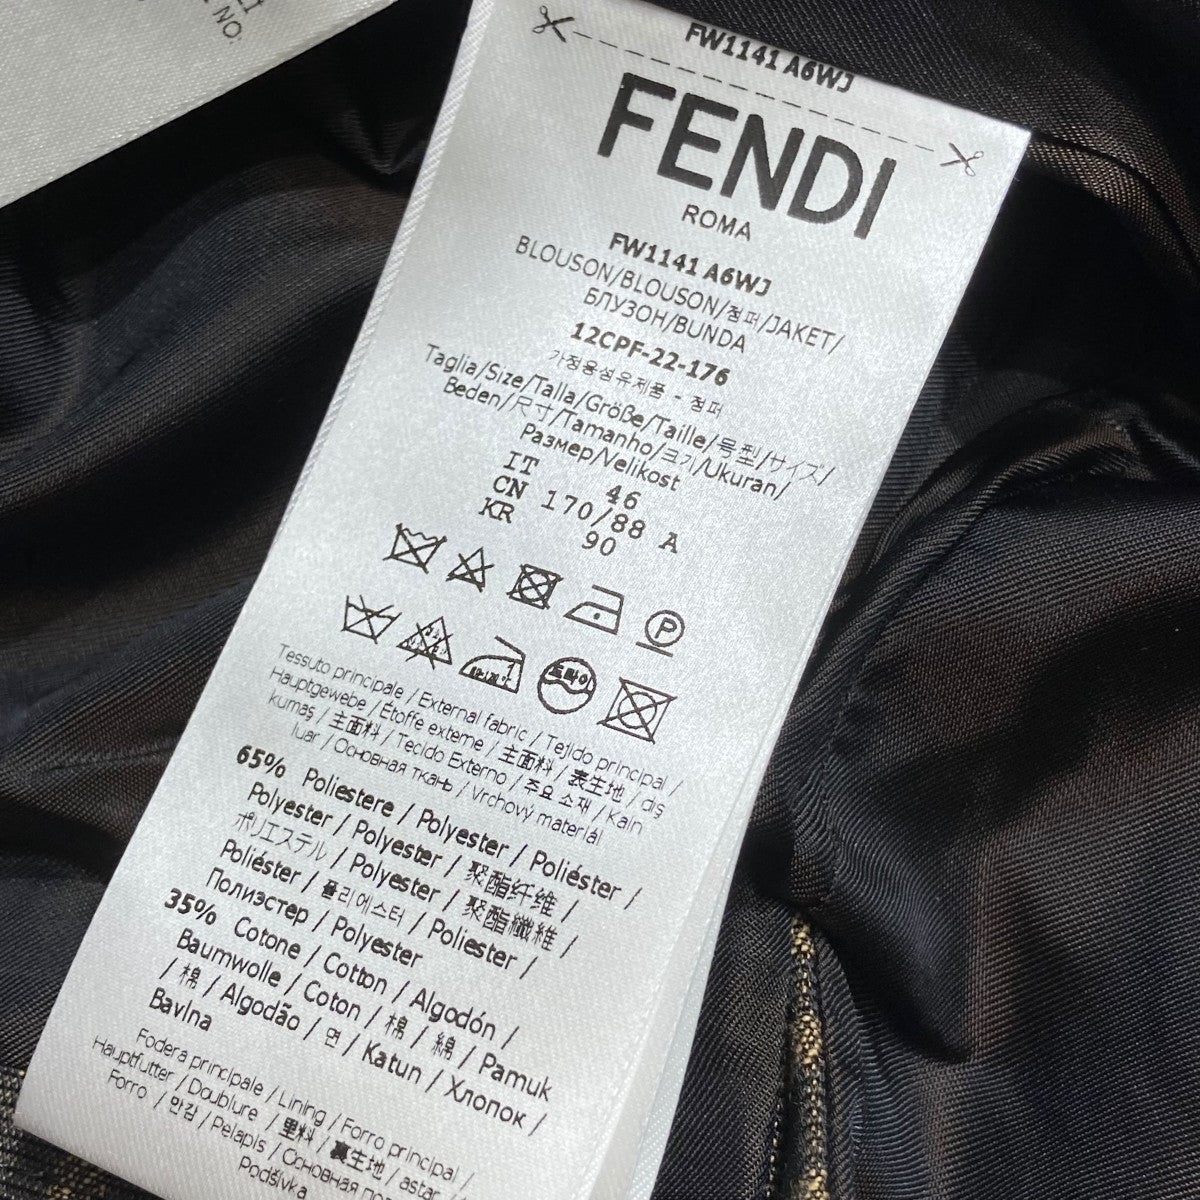 NO:
FW1141 A6WJ
FENDI
ROMA
FW1141 A6WJ
BLOUSON/BLOUSON/점퍼/JAKET/
БЛУЗОН/BUNDA
12CPF-22-176
가정용섬유제품 - 점퍼
Taglia/Size/Talla/Größe/Taille/号型/サイズ/
Beden/尺寸/Tamanho/크기/Ukuran/
Размер/Velikost
IT 46
CN 170/88 A
KR 90
P
드라이
Tessuto principale / External fabric / Tejido principal /
Hauptgewebe / Étoffe exteme / 主面料 / 表生地 / dış
kumaş / 主面料 / Tecido Externo / 주요 소재 / Kain
luar / Основная ткань / Vrchový materlál
65% Poliestere / Polyester / Poliéster /
Polyester / Polyester / 聚酯纤维 /
ポリエステル / Polyester / 聚酯纖維 /
Poliéster / 폴리에스터 / Poliester /
Полиэстер / Polyester
35% Cotone / Cotton / Algodón /
Baumwolle / Coton / 棉 / 綿 / Pamuk
/ 棉 / Algodão / 면 / Katun / Хлопок /
Bavlna
Fodera principale / Lining / Forro principal /
Hauptfutter / Doublure / 里料 / 裏生地 / astar /
Forro / 안감 / Pelapis / Основная
Podšívka